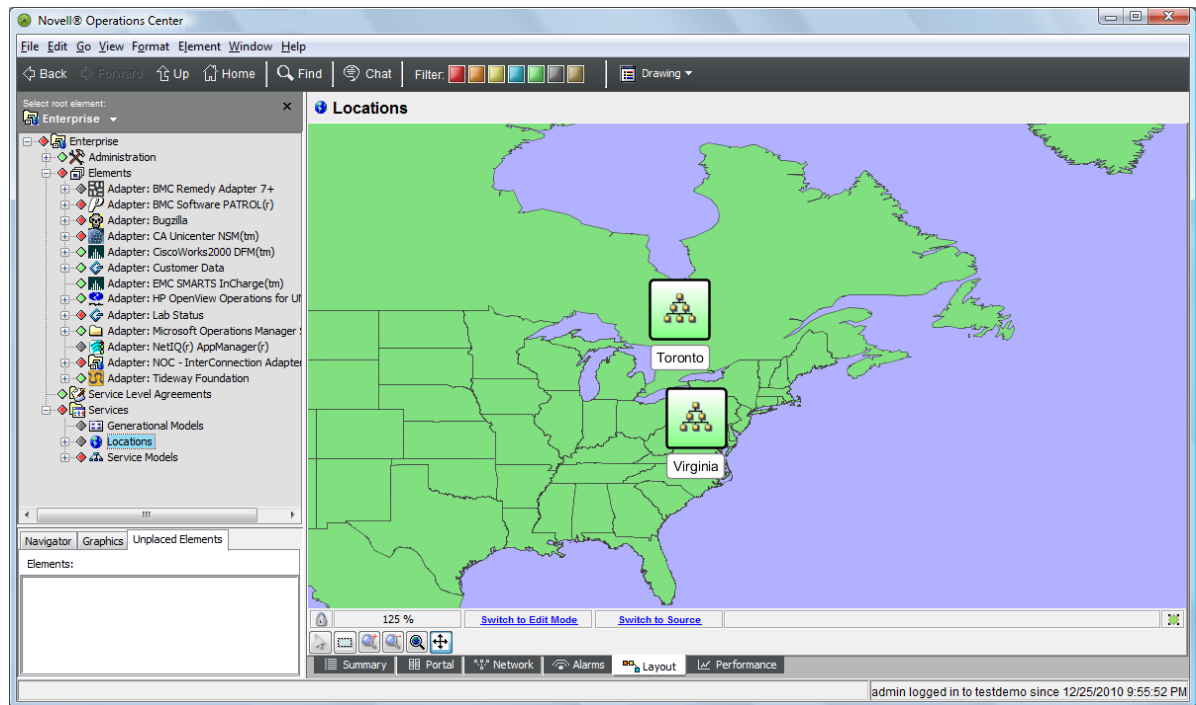 Novell® Operations Center
File Edit Go View Format Element Window Help
Back Forward Up Home Find Chat Filter: Drawing
Select root element:
Enterprise
Locations
Enterprise
Administration
Elements
Adapter: BMC Remedy Adapter 7+
Adapter: BMC Software PATROL(r)
Adapter: Bugzilla
Adapter: CA Unicenter NSM(tm)
Adapter: CiscoWorks2000 DFM(tm)
Adapter: Customer Data
Adapter: EMC SMARTS InCharge(tm)
Adapter: HP OpenView Operations for
Adapter: Lab Status
Adapter: Microsoft Operations Manager
Adapter: NetIQ(r) AppManager(r)
Adapter: NOC - InterConnection Adapter
Adapter: Tideway Foundation
Service Level Agreements
Services
Generational Models
Locations
Service Models
Toronto
Virginia
Navigator Graphics Unplaced Elements
Elements:
125 % Switch to Edit Mode Switch to Source
Summary Portal Network Alarms Layout Performance
admin logged in to testdemo since 12/25/2010 9:55:52 PM